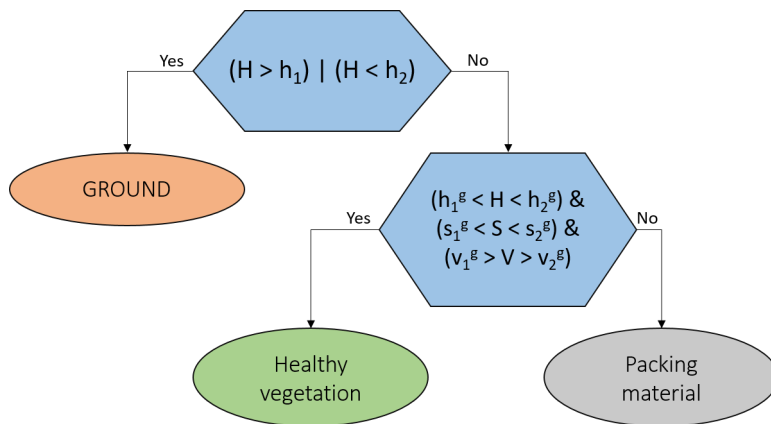 (H > h₁) | (H < h₂)
Yes
No
GROUND
(h₁ᵍ < H < h₂ᵍ) &
(s₁ᵍ < S < s₂ᵍ) &
(v₁ᵍ > V > v₂ᵍ)
Yes
No
Healthy
vegetation
Packing
material